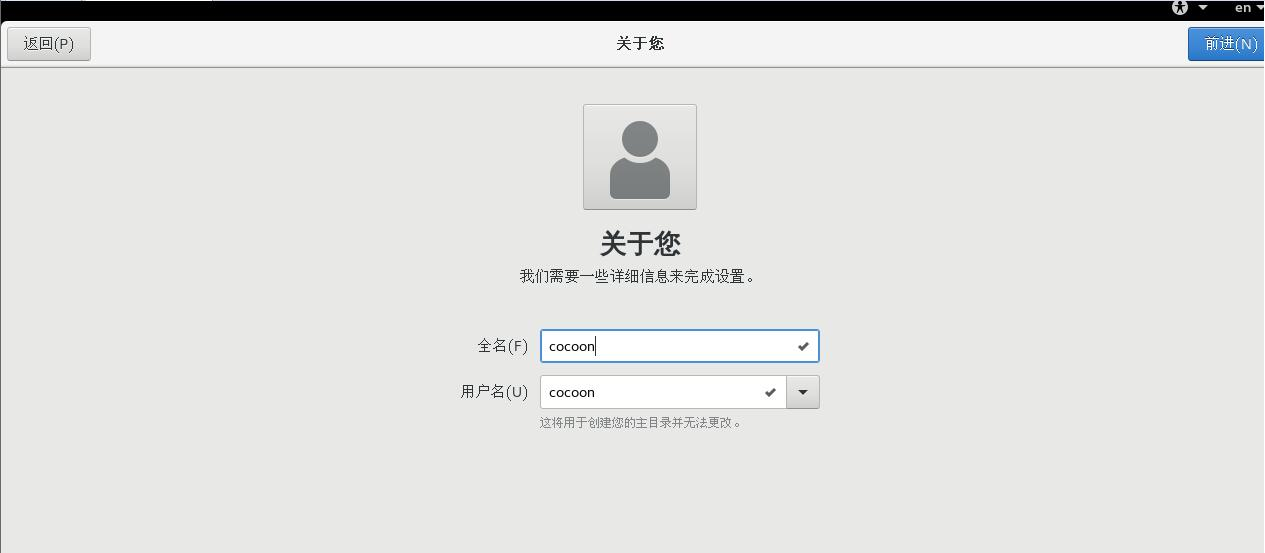 en
返回(P) 关于您 前进(N)
关于您
我们需要一些详细信息来完成设置。
全名(F) cocoon
用户名(U) cocoon
这将用于创建您的主目录并无法更改。